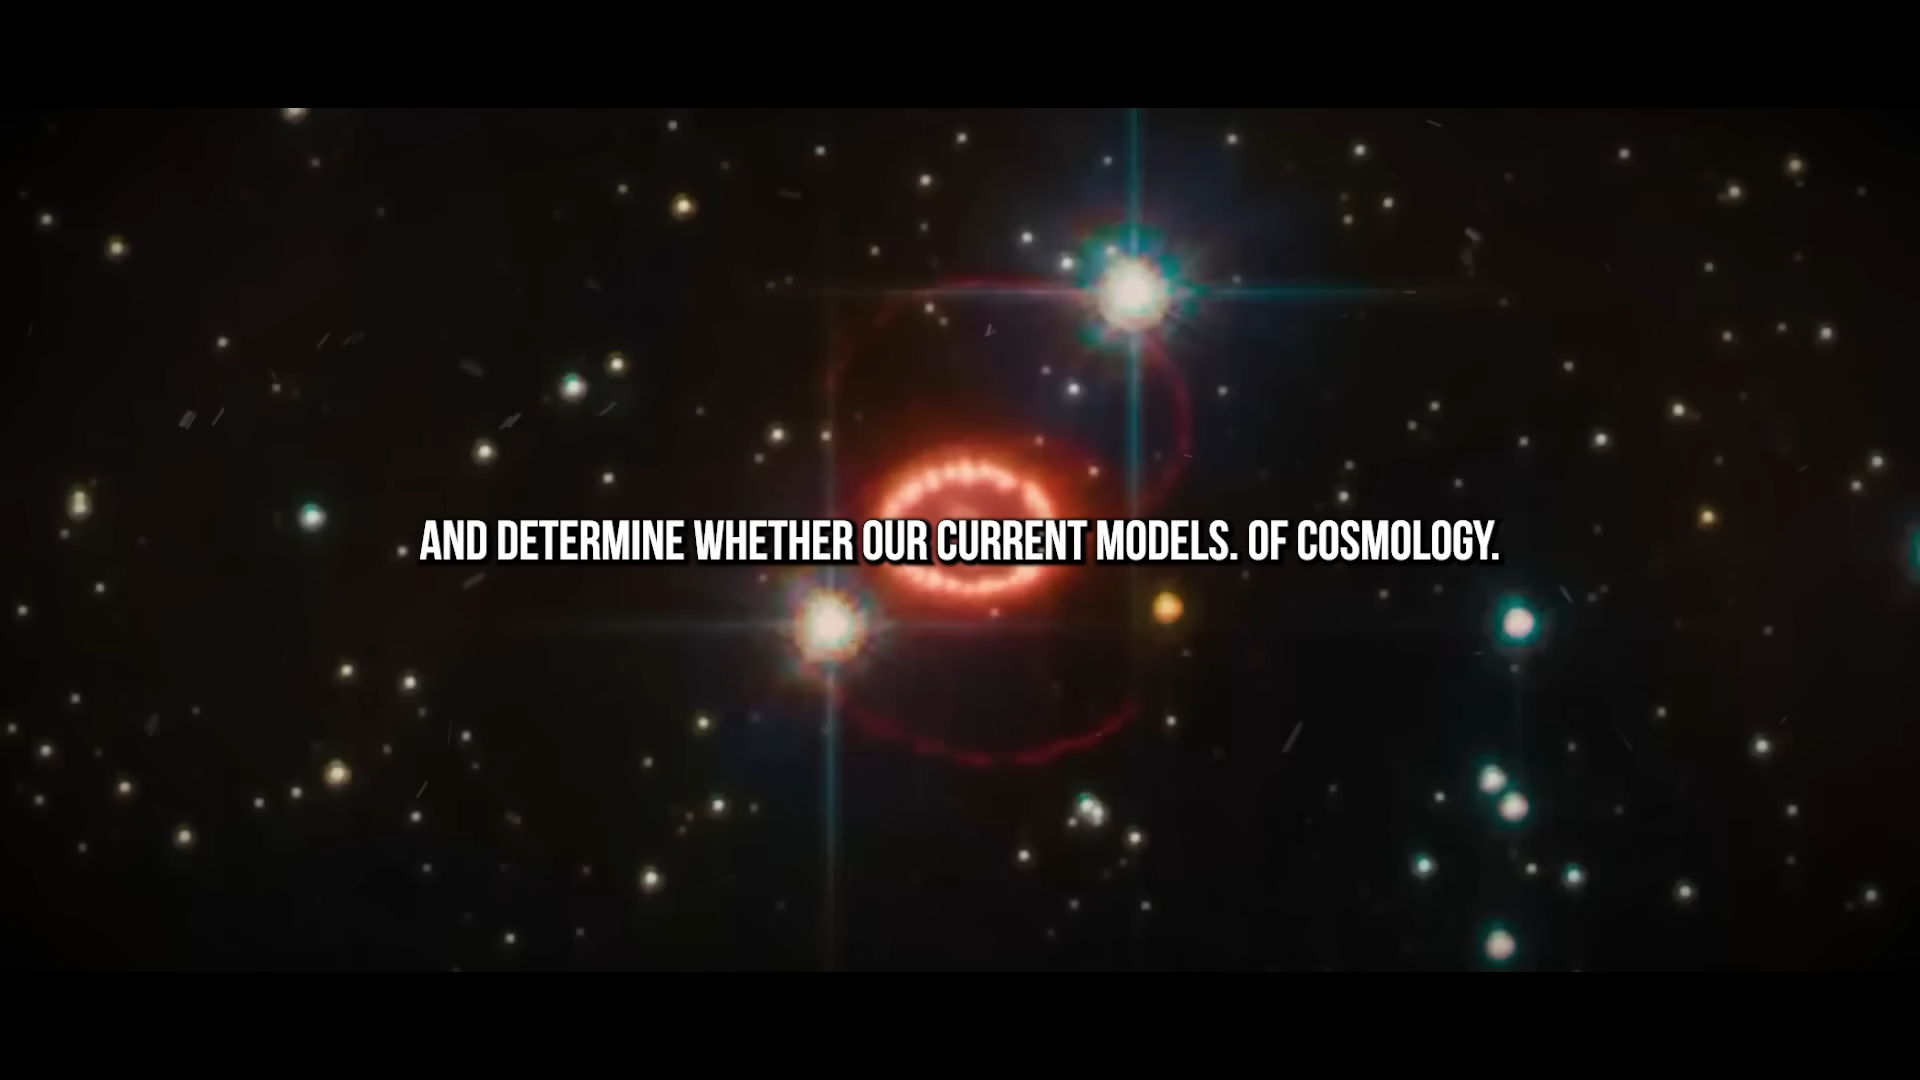 AND DETERMINE WHETHER OUR CURRENT MODELS. OF COSMOLOGY.